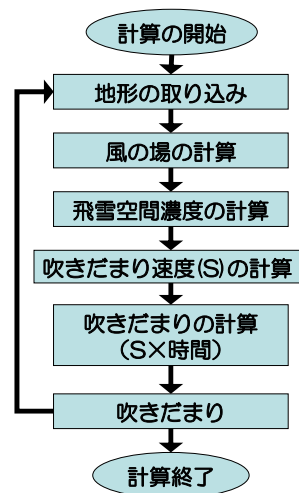 計算の開始
地形の取り込み
風の場の計算
飛雪空間濃度の計算
吹きだまり速度(S)の計算
吹きだまりの計算
(S×時間)
吹きだまり
計算終了